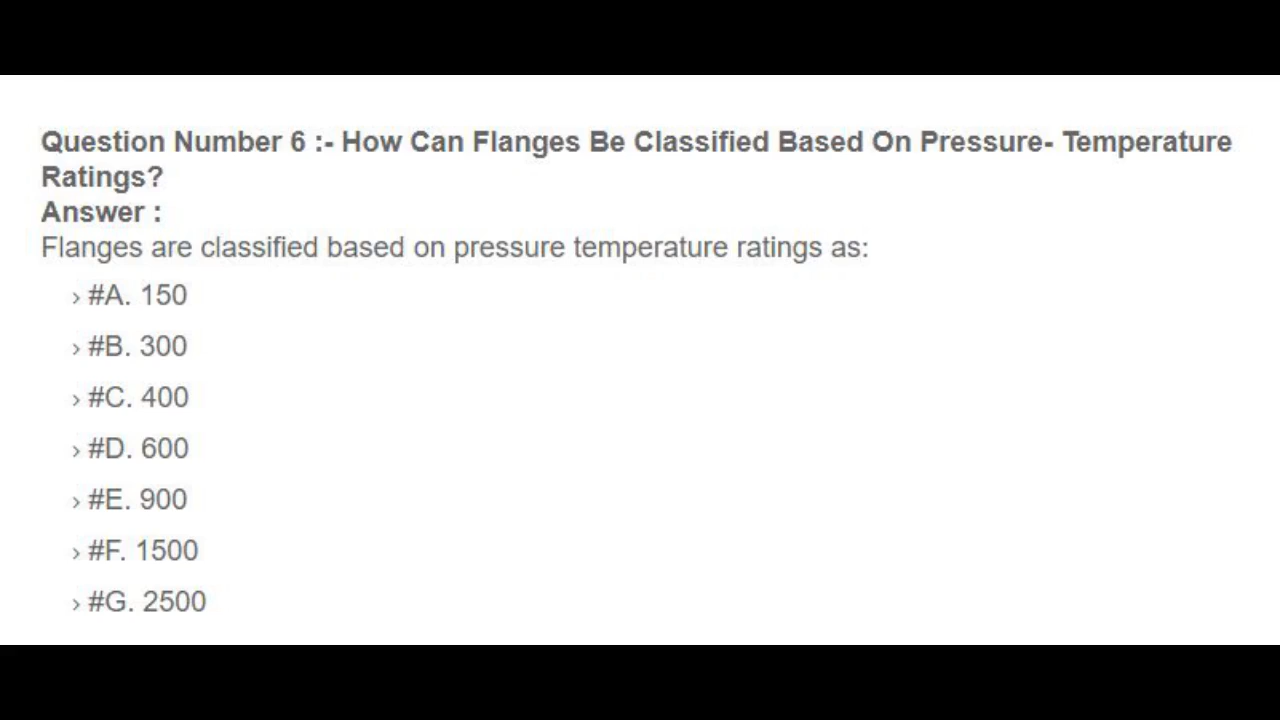 Question Number 6 :- How Can Flanges Be Classified Based On Pressure- Temperature
Ratings?
Answer :
Flanges are classified based on pressure temperature ratings as:
› #A. 150
› #B. 300
› #C. 400
› #D. 600
› #E. 900
› #F. 1500
› #G. 2500